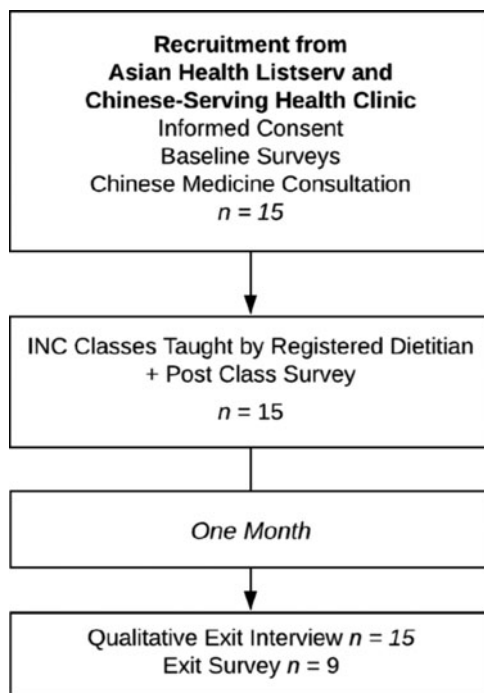 Recruitment from
Asian Health Listserv and
Chinese-Serving Health Clinic
Informed Consent
Baseline Surveys
Chinese Medicine Consultation
n = 15
INC Classes Taught by Registered Dietitian
+ Post Class Survey
n = 15
One Month
Qualitative Exit Interview n = 15
Exit Survey n = 9